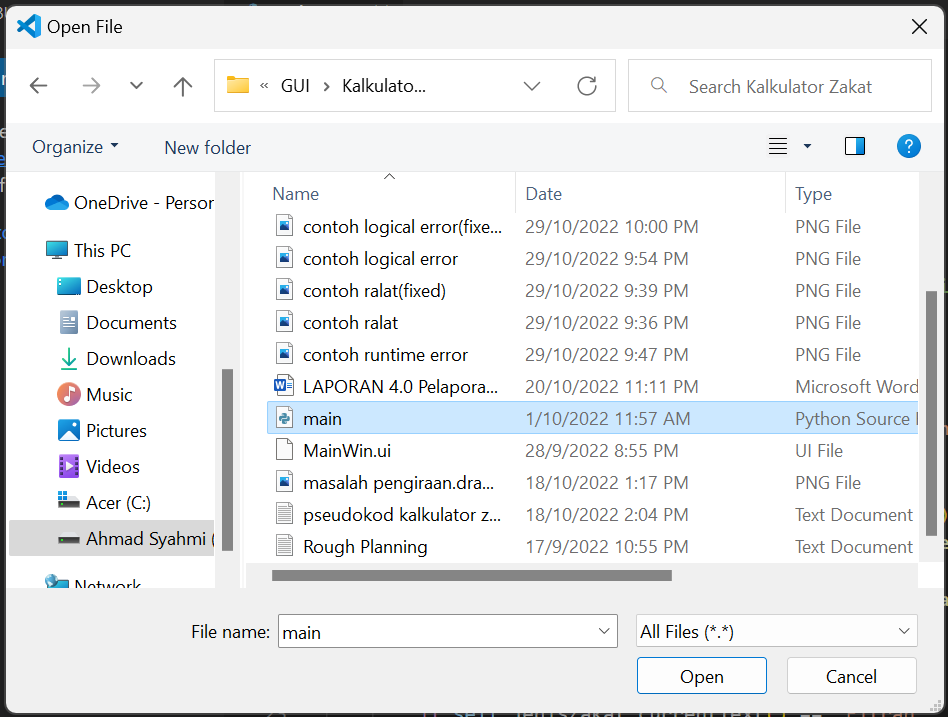 Open File
« GUI > Kalkulato...
Search Kalkulator Zakat
Organize
New folder
OneDrive - Person
This PC
Desktop
Documents
Downloads
Music
Pictures
Videos
Acer (C:)
Ahmad Syahmi (
Network
Name Date Type
contoh logical error(fixe... 29/10/2022 10:00 PM PNG File
contoh logical error 29/10/2022 9:54 PM PNG File
contoh ralat(fixed) 29/10/2022 9:39 PM PNG File
contoh ralat 29/10/2022 9:36 PM PNG File
contoh runtime error 29/10/2022 9:47 PM PNG File
LAPORAN 4.0 Pelapora... 20/10/2022 11:11 PM Microsoft Word
main 1/10/2022 11:57 AM Python Source
MainWin.ui 28/9/2022 8:55 PM UI File
masalah pengiraan.dra... 18/10/2022 1:17 PM PNG File
pseudokod kalkulator z... 18/10/2022 2:04 PM Text Document
Rough Planning 17/9/2022 10:55 PM Text Document
File name: main
All Files (*.*)
Open
Cancel